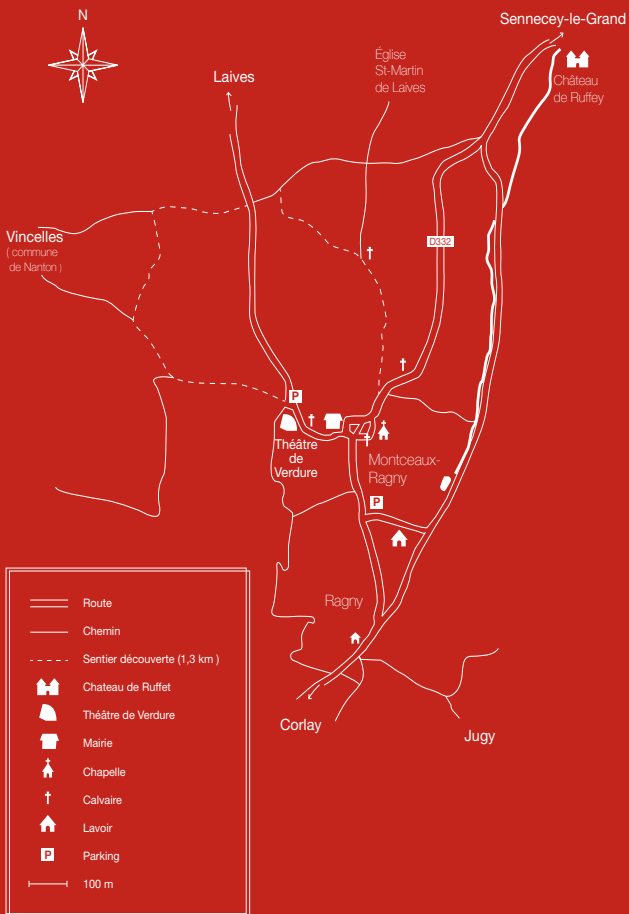 N
Sennecey-le-Grand
Église
St-Martin
de Laives
Laives
Château
de Ruffey
Vincelles
( commune
de Nanton )
D332
P
Théâtre
de
Verdure
Montceaux-
Ragny
P
Ragny
Corlay
Jugy
Route
Chemin
Sentier découverte (1,3 km )
Chateau de Ruffet
Théâtre de Verdure
Mairie
Chapelle
Calvaire
Lavoir
P Parking
100 m